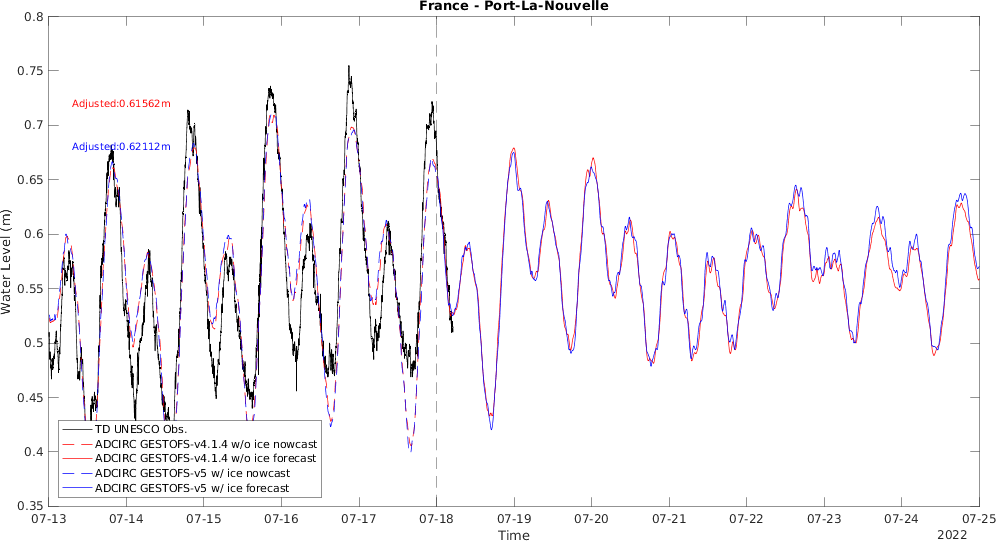 France - Port-La-Nouvelle
0.8
0.75
0.7
0.65
0.6
0.55
0.5
0.45
0.4
0.35
Water Level (m)
Adjusted:0.61562m
Adjusted:0.62112m
TD UNESCO Obs.
ADCIRC GESTOFS-v4.1.4 w/o ice nowcast
ADCIRC GESTOFS-v4.1.4 w/o ice forecast
ADCIRC GESTOFS-v5 w/ ice nowcast
ADCIRC GESTOFS-v5 w/ ice forecast
07-13 07-14 07-15 07-16 07-17 07-18 07-19 07-20 07-21 07-22 07-23 07-24 07-25
Time
2022